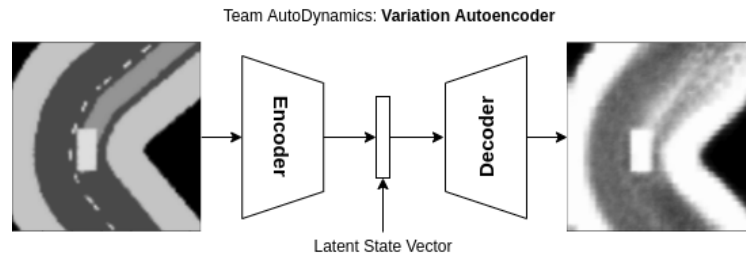 Team AutoDynamics: Variation Autoencoder
Encoder
Decoder
Latent State Vector